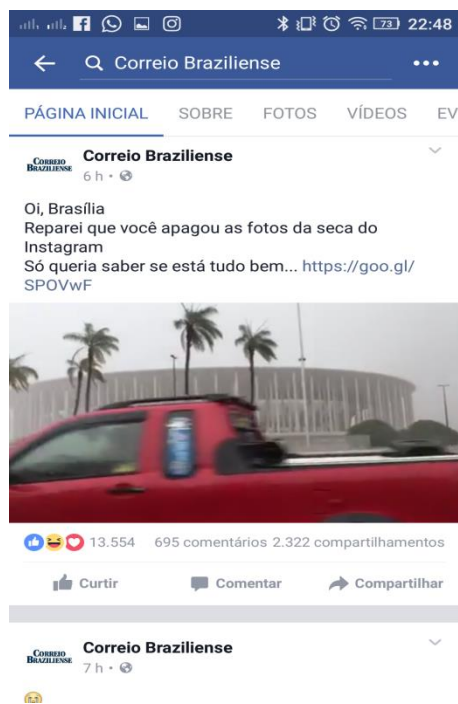 73 22:48
Correio Braziliense
PÁGINA INICIAL SOBRE FOTOS VÍDEOS EV
CORREIO
BRAZILIENSE
Correio Braziliense
6 h
Oi, Brasília
Reparei que você apagou as fotos da seca do
Instagram
Só queria saber se está tudo bem... https://goo.gl/
SPOVwF
13.554 695 comentários 2.322 compartilhamentos
Curtir Comentar Compartilhar
CORREIO
BRAZILIENSE
Correio Braziliense
7 h